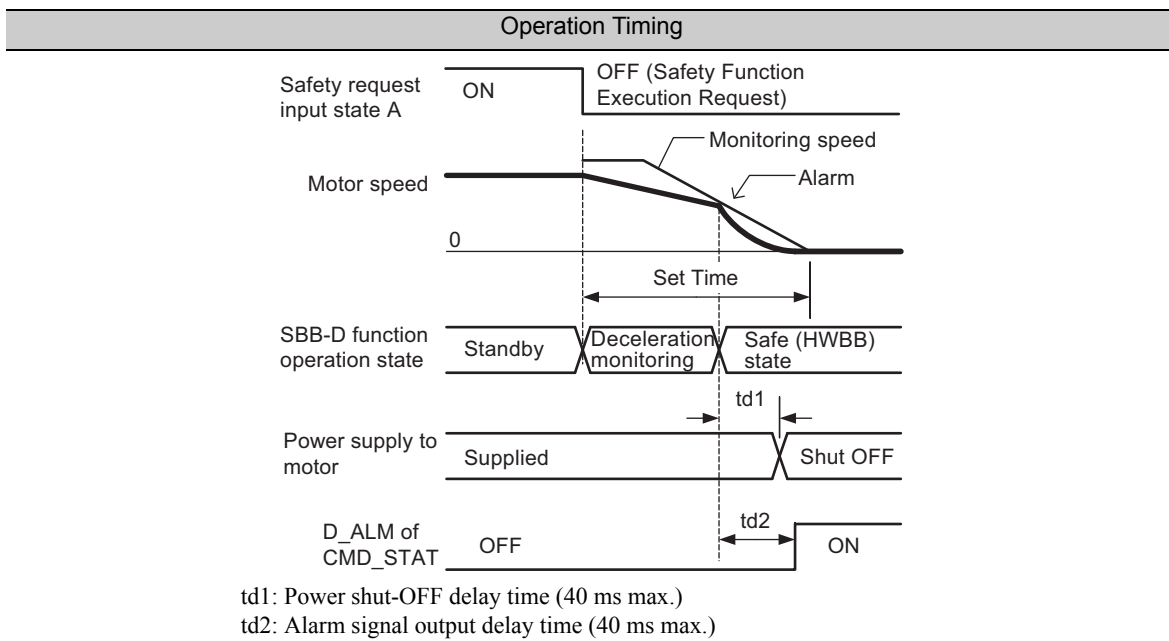 Operation Timing
Safety request
input state A
ON
OFF (Safety Function
Execution Request)
Monitoring speed
Motor speed
Alarm
0
Set Time
SBB-D function
operation state
Standby
Deceleration
monitoring
Safe (HWBB)
state
td1
Power supply to
motor
Supplied
Shut OFF
D_ALM of
CMD_STAT
OFF
td2
ON
td1: Power shut-OFF delay time (40 ms max.)
td2: Alarm signal output delay time (40 ms max.)